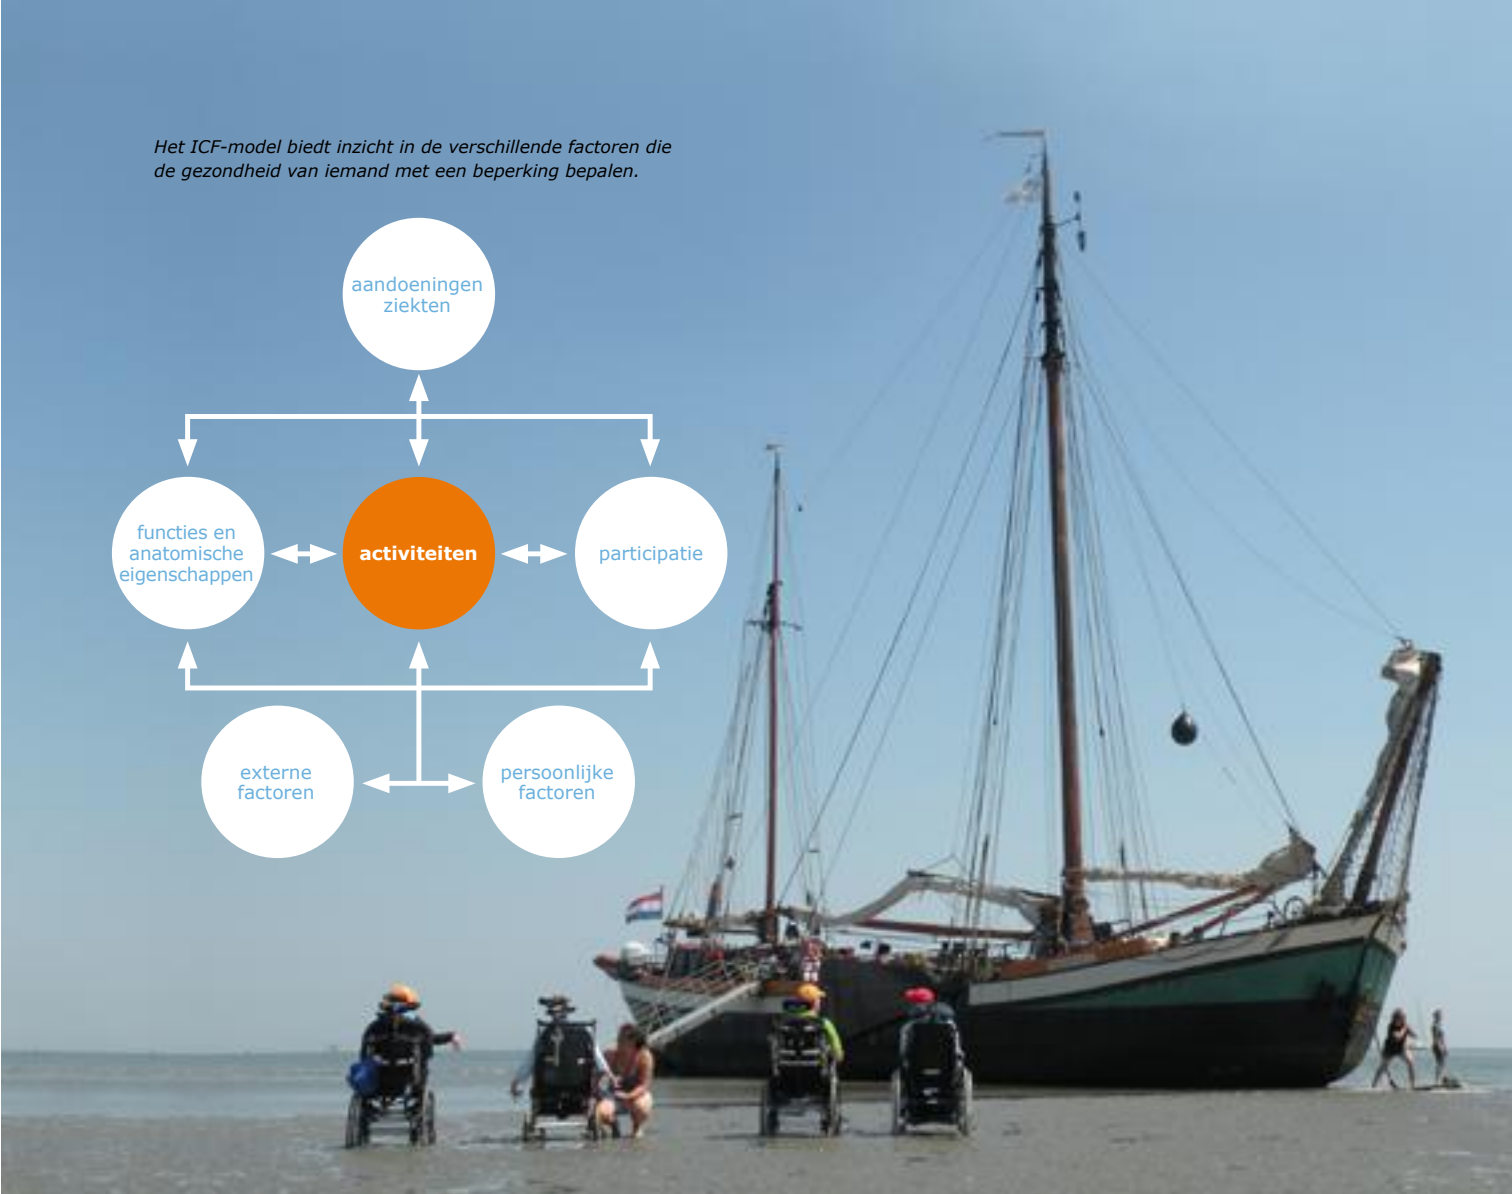 Het ICF-model biedt inzicht in de verschillende factoren die
de gezondheid van iemand met een beperking bepalen.
aandoeningen
ziekten
functies en
anatomische
eigenschappen
activiteiten
participatie
externe
factoren
persoonlijke
factoren